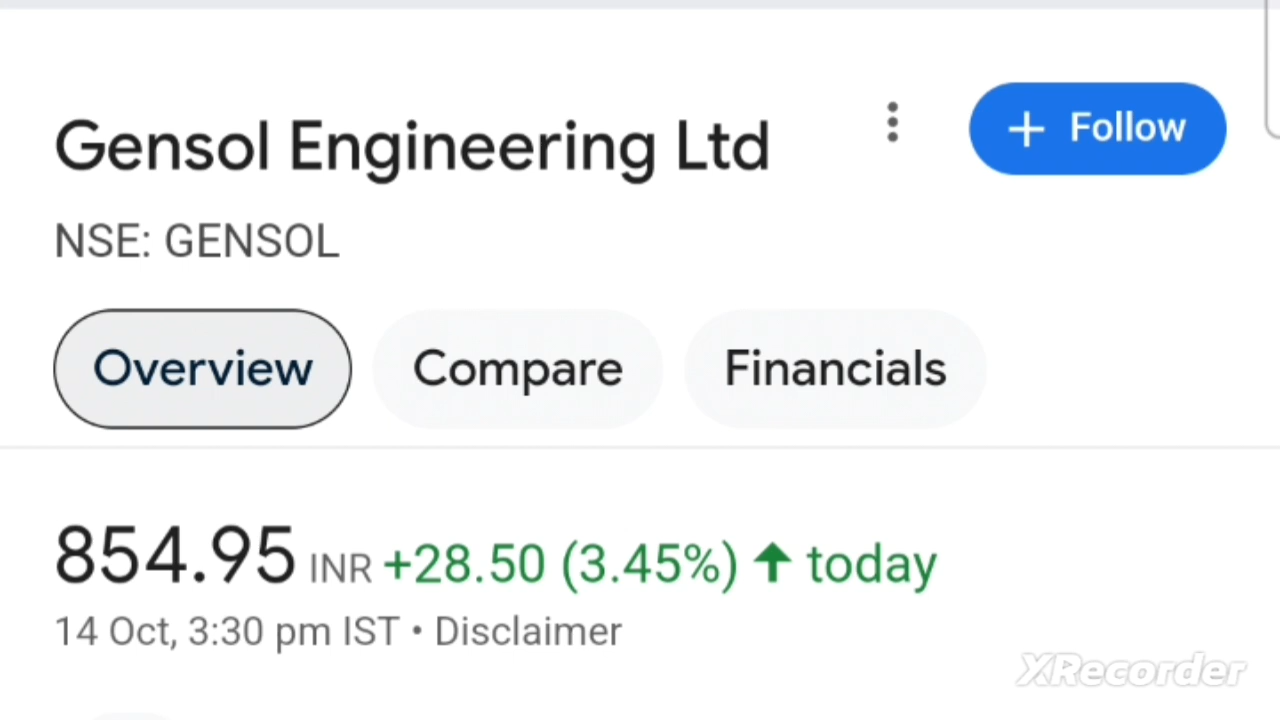 Gensol Engineering Ltd
+ Follow
NSE: GENSOL
Overview Compare Financials
854.95 INR +28.50 (3.45%) ↑ today
14 Oct, 3:30 pm IST • Disclaimer
XRecorder